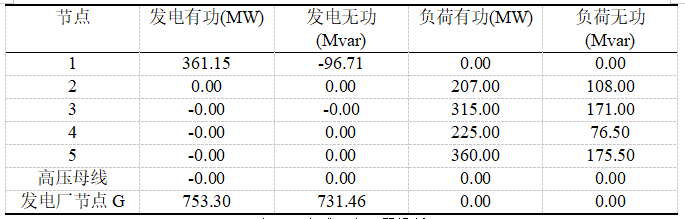 节点 发电有功(MW) 发电无功(Mvar) 负荷有功(MW) 负荷无功(Mvar)
1 361.15 -96.71 0.00 0.00
2 0.00 0.00 207.00 108.00
3 -0.00 -0.00 315.00 171.00
4 -0.00 0.00 225.00 76.50
5 -0.00 0.00 360.00 175.50
高压母线 -0.00 0.00 0.00 0.00
发电厂节点 G 753.30 731.46 0.00 0.00